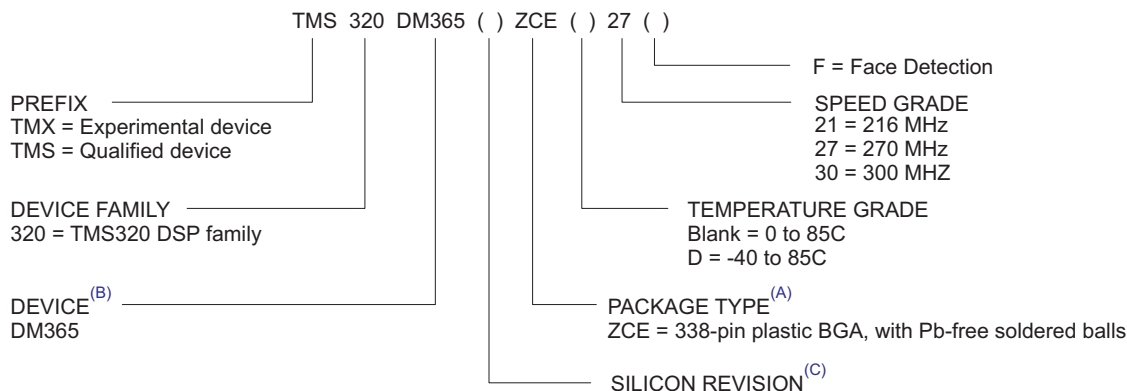 TMS 320 DM365 ( ) ZCE ( ) 27 ( )
F = Face Detection
PREFIX
TMX = Experimental device
TMS = Qualified device
SPEED GRADE
21 = 216 MHz
27 = 270 MHz
30 = 300 MHZ
DEVICE FAMILY
320 = TMS320 DSP family
TEMPERATURE GRADE
Blank = 0 to 85C
D = -40 to 85C
DEVICE(B)
DM365
PACKAGE TYPE(A)
ZCE = 338-pin plastic BGA, with Pb-free soldered balls
SILICON REVISION(C)